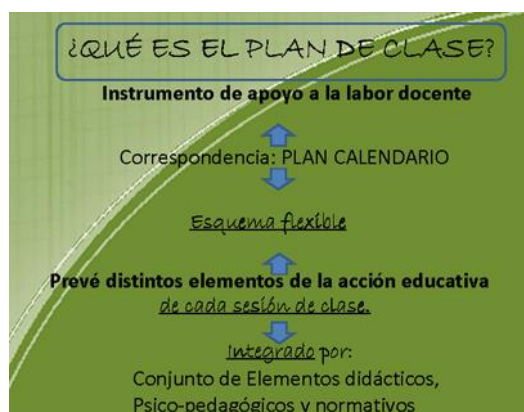 ¿QUÉ ES EL PLAN DE CLASE?
Instrumento de apoyo a la labor docente
Correspondencia: PLAN CALENDARIO
Esquema flexible
Prevé distintos elementos de la acción educativa
de cada sesión de clase.
Integrado por:
Conjunto de Elementos didácticos,
Psico-pedagógicos y normativos